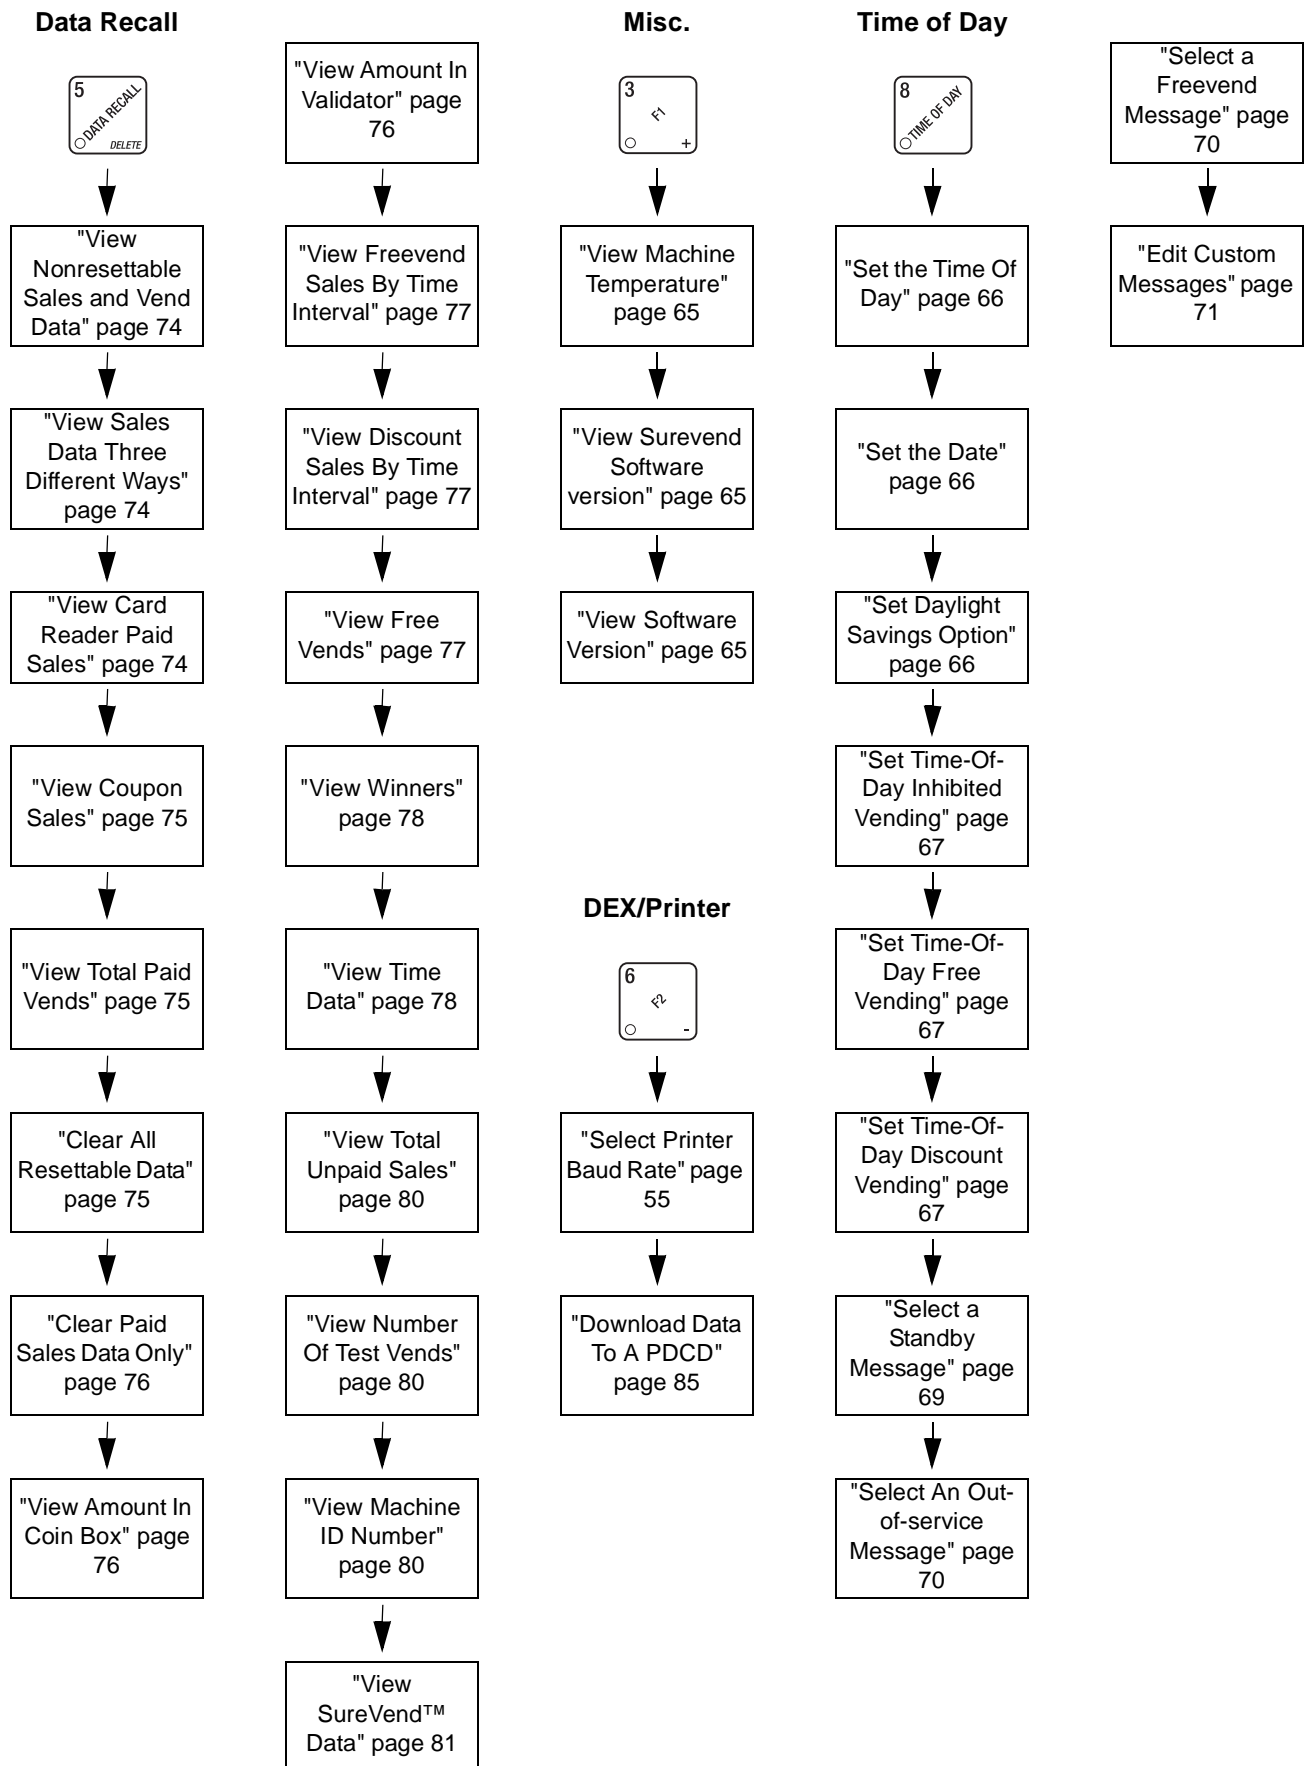 Data Recall
5
DATA RECALL
DELETE
"View
Nonresettable
Sales and Vend
Data" page 74
"View Sales
Data Three
Different Ways"
page 74
"View Card
Reader Paid
Sales" page 74
"View Coupon
Sales" page 75
"View Total Paid
Vends" page 75
"Clear All
Resettable Data"
page 75
"Clear Paid
Sales Data Only"
page 76
"View Amount In
Coin Box" page
76
"View Amount In
Validator" page
76
"View Freevend
Sales By Time
Interval" page 77
"View Discount
Sales By Time
Interval" page 77
"View Free
Vends" page 77
"View Winners"
page 78
"View Time
Data" page 78
"View Total
Unpaid Sales"
page 80
"View Number
Of Test Vends"
page 80
"View Machine
ID Number"
page 80
"View
SureVend™
Data" page 81
Misc.
3
F1
+
"View Machine
Temperature"
page 65
"View Surevend
Software
version" page 65
"View Software
Version" page 65
DEX/Printer
6
F2
-
"Select Printer
Baud Rate" page
55
"Download Data
To A PDCD"
page 85
Time of Day
8
TIME OF DAY
"Set the Time Of
Day" page 66
"Set the Date"
page 66
"Set Daylight
Savings Option"
page 66
"Set Time-Of-
Day Inhibited
Vending" page
67
"Set Time-Of-
Day Free
Vending" page
67
"Set Time-Of-
Day Discount
Vending" page
67
"Select a
Standby
Message" page
69
"Select An Out-
of-service
Message" page
70
"Select a
Freevend
Message" page
70
"Edit Custom
Messages" page
71